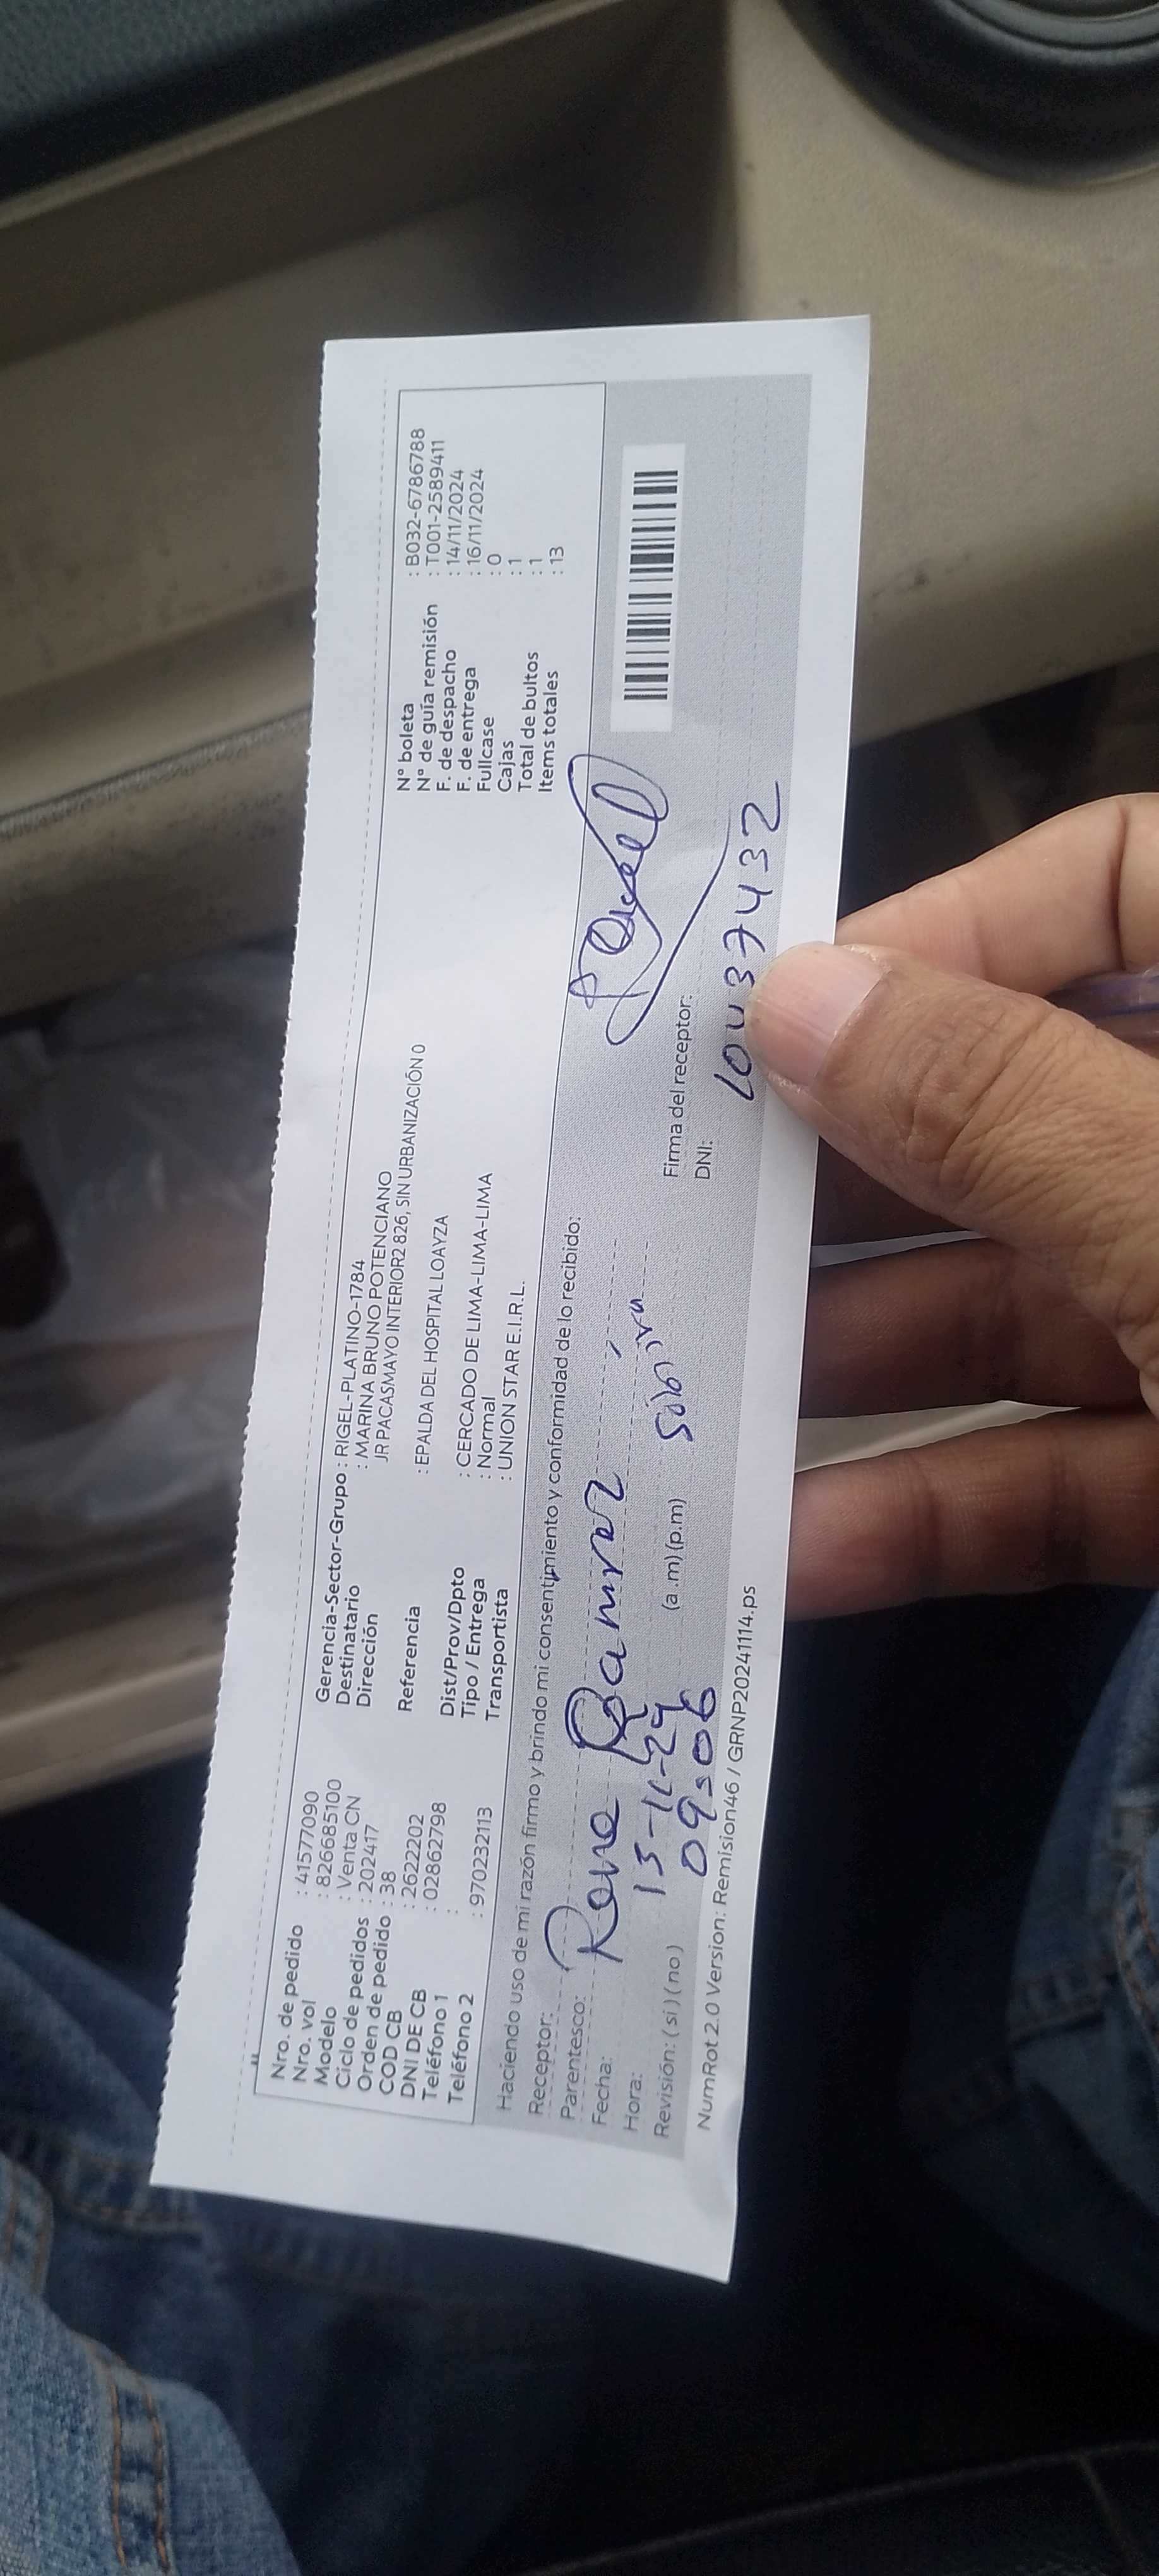 Nro. de pedido : 41577090
Nro. vol : 826685100
Modelo : Venta CN
Ciclo de pedidos : 202417
Orden de pedido : 38
COD CB
DNI DE CB : 2622202
Teléfono 1 : 02862798
Teléfono 2 : 970232113
Gerencia-Sector-Grupo : RIGEL-PLATINO-1784
Destinatario : MARINA BRUNO POTENCIANO
Dirección JR PACASMAYO INTERIOR2 826, SIN URBANIZACIÓN 0
Referencia : EPALDA DEL HOSPITAL LOAYZA
Dist/Prov/Dpto : CERCADO DE LIMA-LIMA-LIMA
Tipo / Entrega : Normal
Transportista : UNION STAR E.I.R.L.
N° boleta : B032-6786788
N° de guía remisión : T001-2589411
F. de despacho : 14/11/2024
F. de entrega : 16/11/2024
Fullcase : 0
Cajas : 1
Total de bultos : 1
Items totales : 13
Haciendo uso de mi razón firmo y brindo mi consentimiento y conformidad de lo recibido:
Receptor:
Parentesco: Rene Ramrez
Fecha: 15-11-24
Hora: 09:06 (a .m) (p.m)
Revisión: ( si ) ( no )
Firma del receptor:
DNI:
NumRot 2.0 Version: Remision46 / GRNP20241114.ps